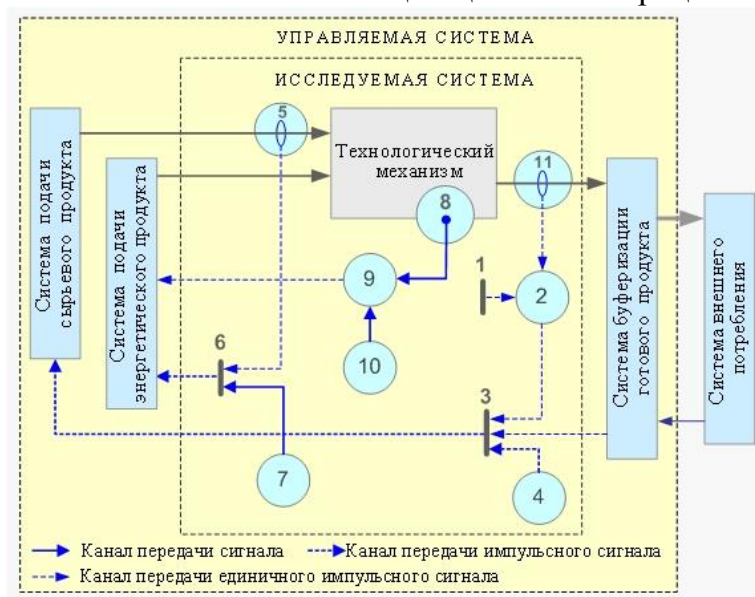 УПРАВЛЯЕМАЯ СИСТЕМА
ИССЛЕДУЕМАЯ СИСТЕМА
Система подачи
сырьевого продукта
Система подачи
энергетического продукта
5
Технологический
механизм
8
11
1
2
9
10
6
3
7
4
Система буферизации
готового продукта
Система внешнего
потребления
Канал передачи сигнала
Канал передачи импульсного сигнала
Канал передачи единичного импульсного сигнала